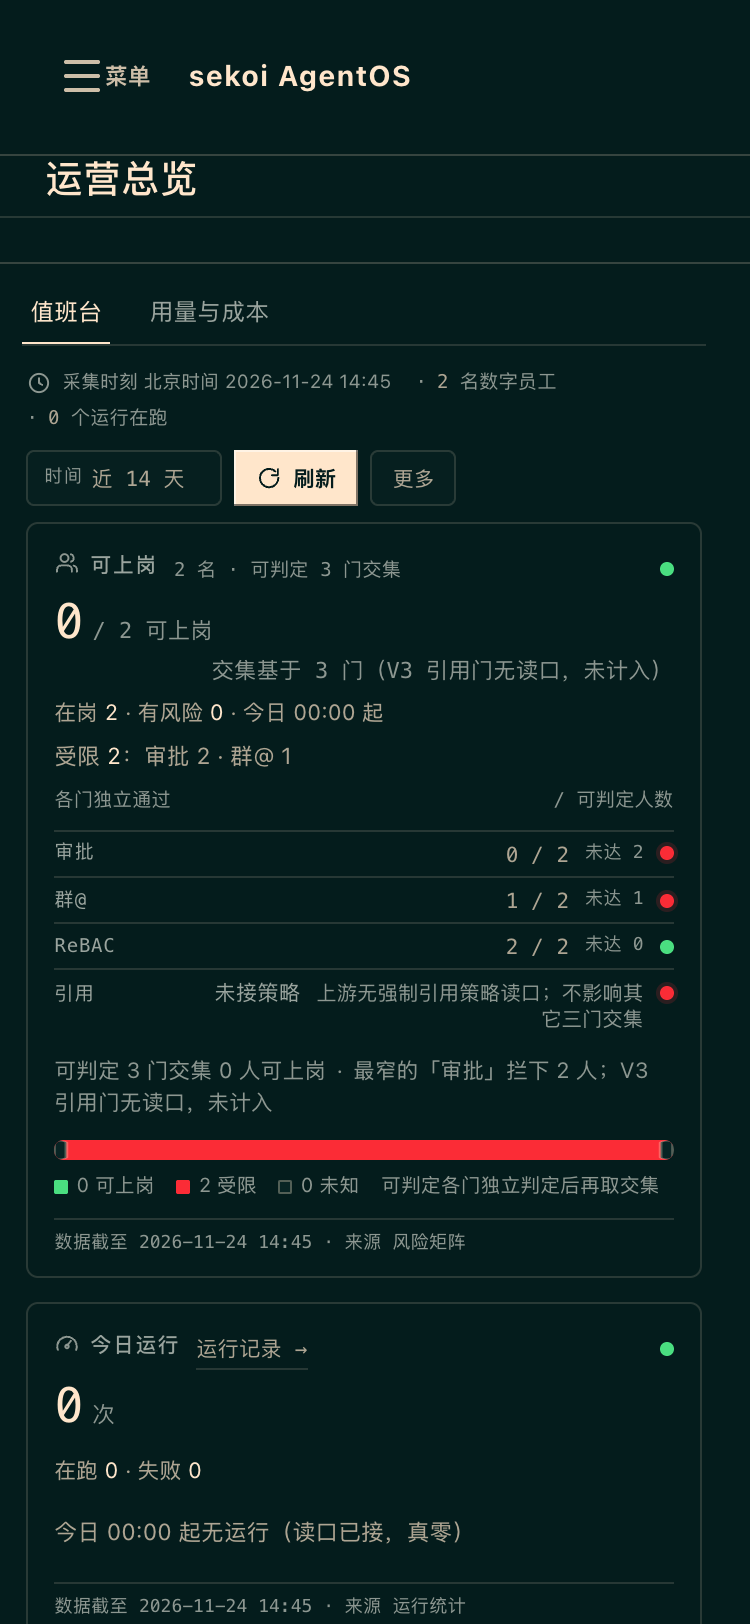 菜单 sekoi AgentOS
运营总览
值班台 用量与成本
采集时刻 北京时间 2026-11-24 14:45 · 2 名数字员工
· 0 个运行在跑
时间 近 14 天 刷新 更多
可上岗 2 名 · 可判定 3 门交集
0 / 2 可上岗
交集基于 3 门（V3 引用门无读口，未计入）
在岗 2 · 有风险 0 · 今日 00:00 起
受限 2：审批 2 · 群@ 1
各门独立通过 / 可判定人数
审批 0 / 2 未达 2
群@ 1 / 2 未达 1
ReBAC 2 / 2 未达 0
引用 未接策略 上游无强制引用策略读口；不影响其
它三门交集
可判定 3 门交集 0 人可上岗 · 最窄的「审批」拦下 2 人；V3
引用门无读口，未计入
0 可上岗 2 受限 0 未知 可判定各门独立判定后再取交集
数据截至 2026-11-24 14:45 · 来源 风险矩阵
今日运行 运行记录 →
0 次
在跑 0 · 失败 0
今日 00:00 起无运行（读口已接，真零）
数据截至 2026-11-24 14:45 · 来源 运行统计